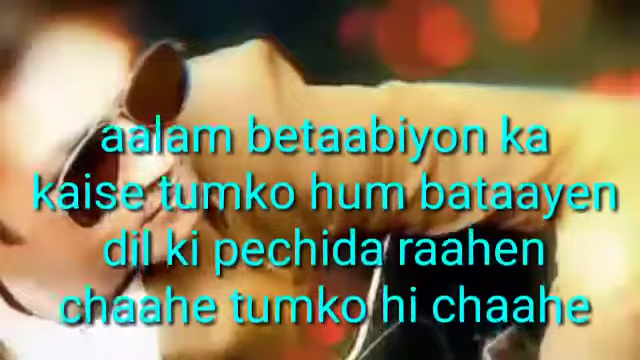 aalam betaabiyon ka
kaise tumko hum bataayen
dil ki pechida raahen
chaahe tumko hi chaahe